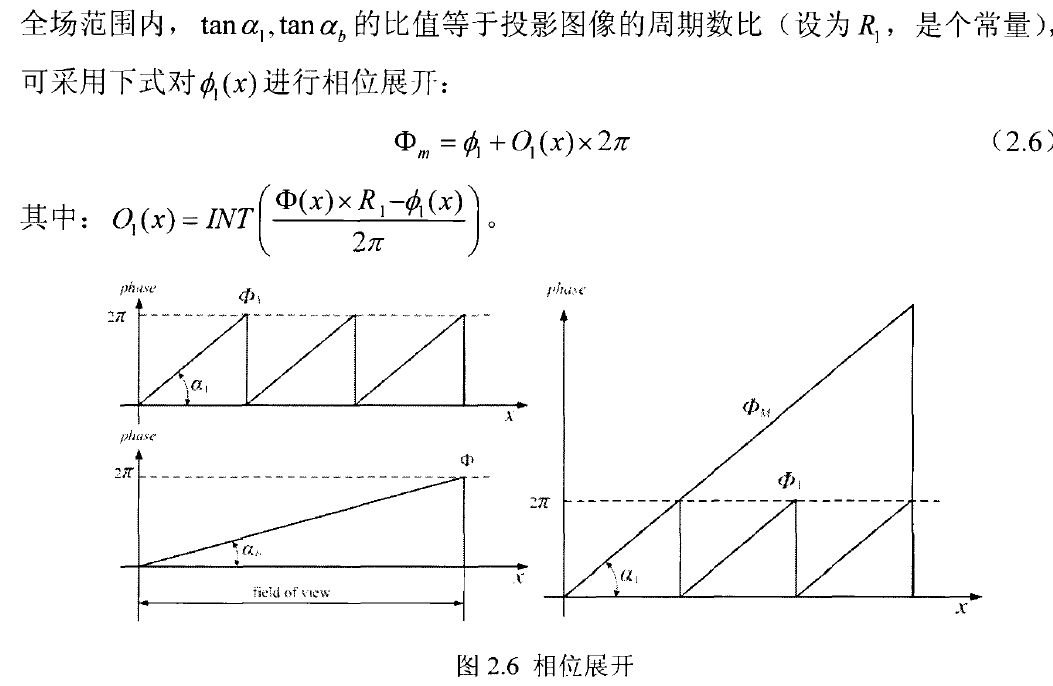 全场范围内，tan α₁, tan α_b 的比值等于投影图像的周期数比（设为 R₁，是个常量），
可采用下式对 ϕ₁(x) 进行相位展开：
Φ_m = ϕ₁ + O₁(x) × 2π （2.6）
其中：O₁(x) = INT( (Φ(x) × R₁ − ϕ₁(x)) / 2π )。
phase
Φ₁
2π
α₁
x
phase
2π
Φ
x
field of view
phase
Φ_M
Φ₁
2π
α₁
x
图 2.6 相位展开